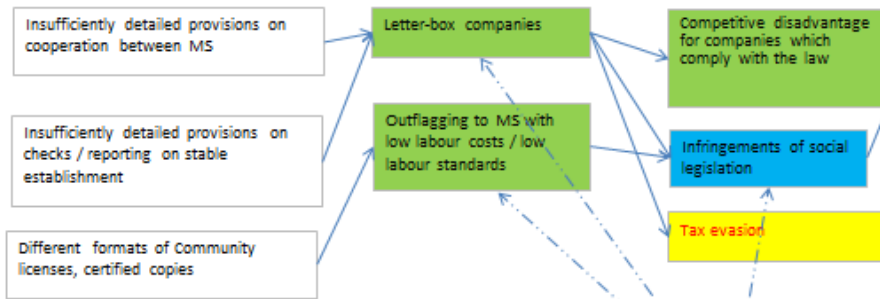 Insufficiently detailed provisions on
cooperation between MS
Letter-box companies
Competitive disadvantage
for companies which
comply with the law
Insufficiently detailed provisions on
checks / reporting on stable
establishment
Outflagging to MS with
low labour costs / low
labour standards
Infringements of social
legislation
Different formats of Community
licenses, certified copies
Tax evasion